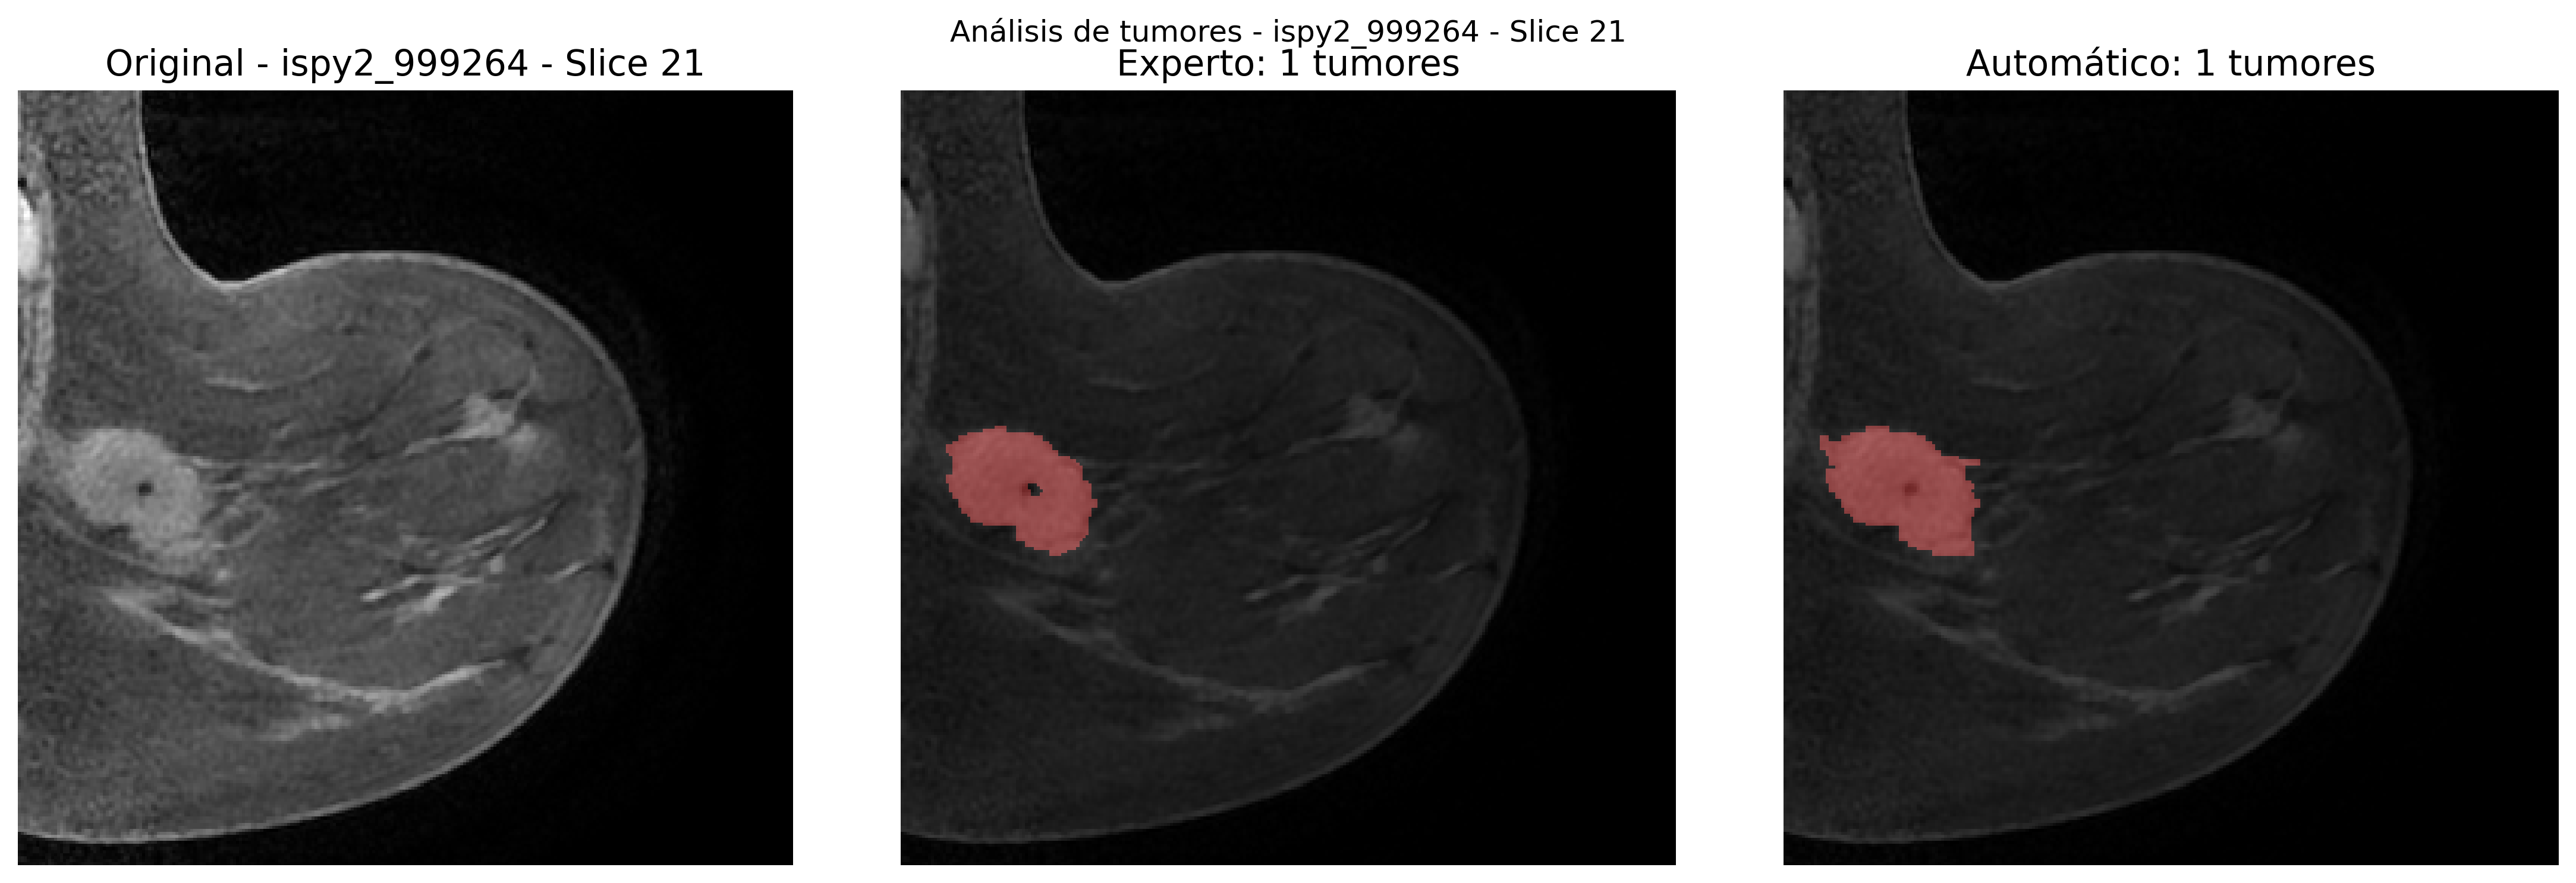 Análisis de tumores - ispy2_999264 - Slice 21
Original - ispy2_999264 - Slice 21
Experto: 1 tumores
Automático: 1 tumores